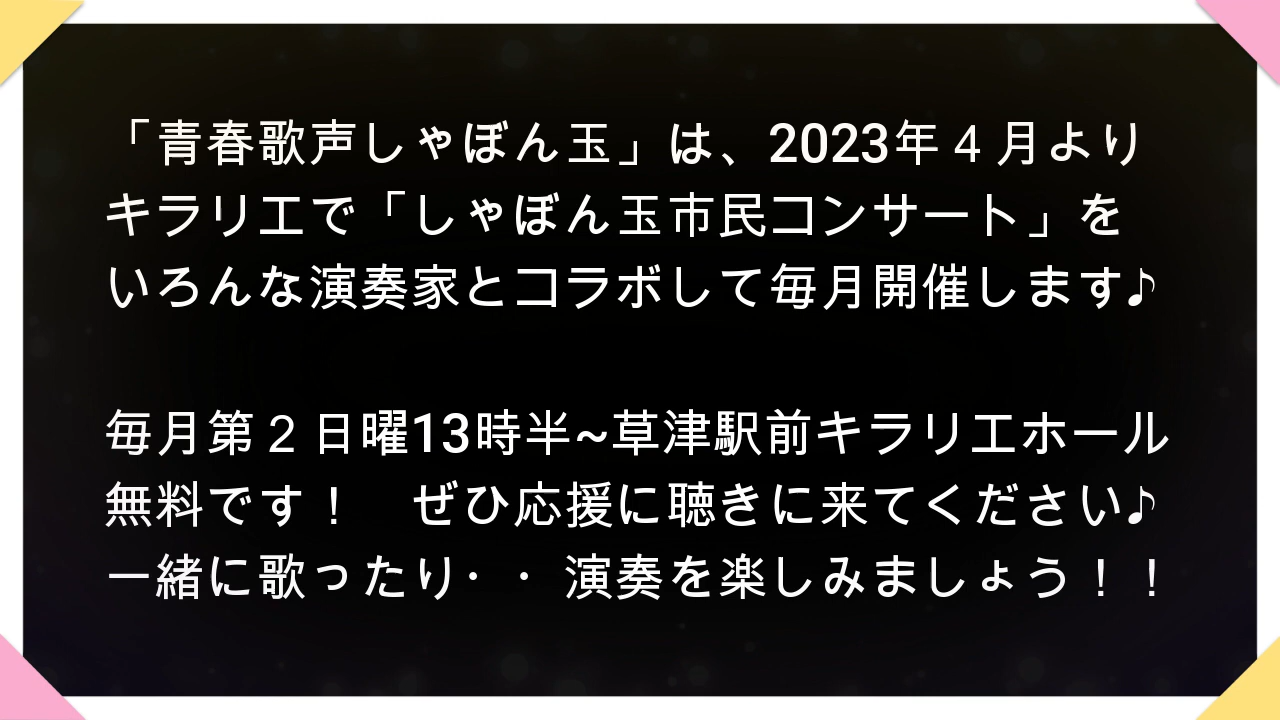 「青春歌声しゃぼん玉」は、2023年４月より
キラリエで「しゃぼん玉市民コンサート」を
いろんな演奏家とコラボして毎月開催します♪
毎月第２日曜13時半~草津駅前キラリエホール
無料です！　ぜひ応援に聴きに来てください♪
一緒に歌ったり・・演奏を楽しみましょう！！